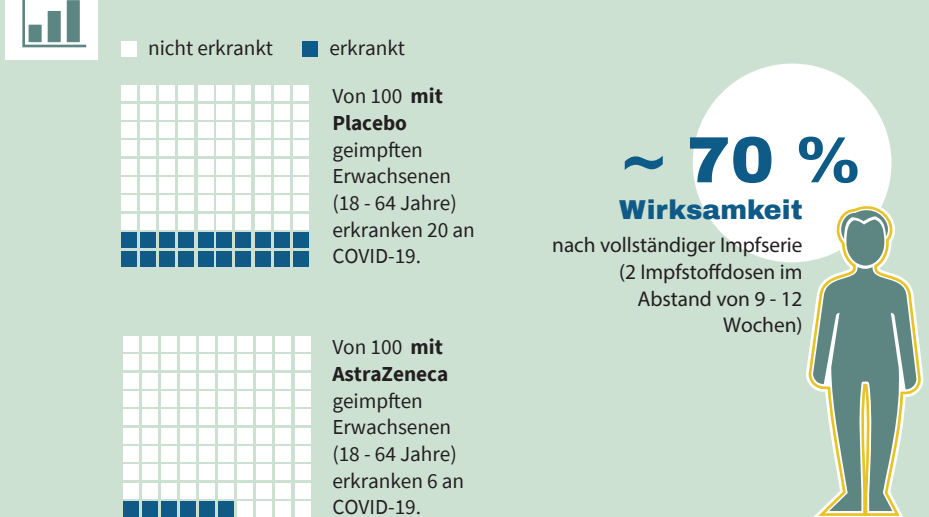 nicht erkrankt erkrankt
Von 100 mit
Placebo
geimpften
Erwachsenen
(18 - 64 Jahre)
erkranken 20 an
COVID-19.
~ 70 %
Wirksamkeit
nach vollständiger Impfserie
(2 Impfstoffdosen im
Abstand von 9 - 12
Wochen)
Von 100 mit
AstraZeneca
geimpften
Erwachsenen
(18 - 64 Jahre)
erkranken 6 an
COVID-19.